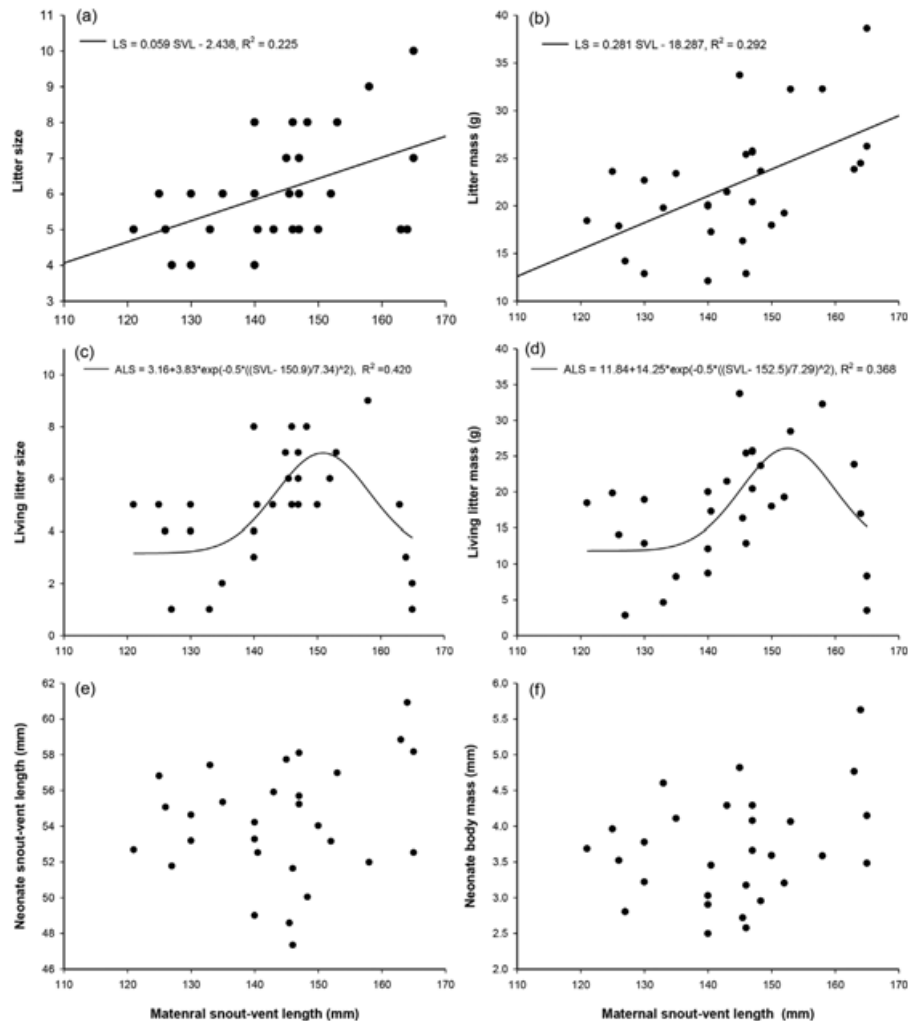 (a)
LS = 0.059 SVL - 2.438, R² = 0.225
Litter size
11
10
9
8
7
6
5
4
3
110 120 130 140 150 160 170
(b)
LS = 0.281 SVL - 18.287, R² = 0.292
Litter mass (g)
40
35
30
25
20
15
10
110 120 130 140 150 160 170
(c)
ALS = 3.16+3.83*exp(-0.5*((SVL- 150.9)/7.34)^2), R² =0.420
Living litter size
10
8
6
4
2
0
110 120 130 140 150 160 170
(d)
ALS = 11.84+14.25*exp(-0.5*((SVL- 152.5)/7.29)^2), R² = 0.368
Living litter mass (g)
40
35
30
25
20
15
10
5
0
110 120 130 140 150 160 170
(e)
Neonate snout-vent length (mm)
62
60
58
56
54
52
50
48
46
110 120 130 140 150 160 170
Matenral snout-vent length (mm)
(f)
Neonate body mass (mm)
6.0
5.5
5.0
4.5
4.0
3.5
3.0
2.5
2.0
110 120 130 140 150 160 170
Maternal snout-vent length (mm)